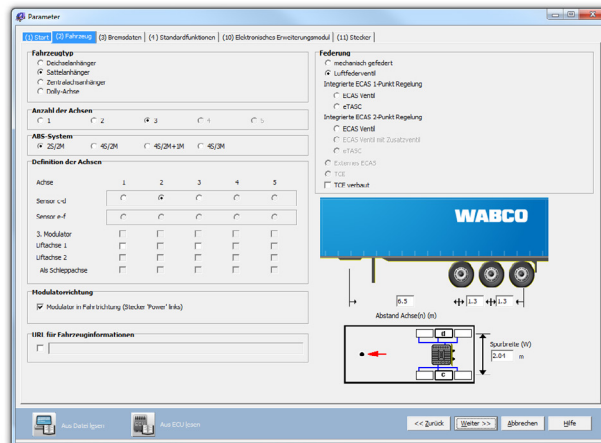 Parameter
(1) Start (2) Fahrzeug (3) Bremsdaten (4) Standardfunktionen (10) Elektronisches Erweiterungsmodul (11) Stecker
Fahrzeugtyp
Deichselanhänger
Sattelanhänger
Zentralachsanhänger
Dolly-Achse
Anzahl der Achsen
1 2 3 4 5
ABS-System
2S/2M 4S/2M 4S/2M+1M 4S/3M
Definition der Achsen
Achse 1 2 3 4 5
Sensor c-d
Sensor e-f
3. Modulator
Liftachse 1
Liftachse 2
Als Schleppachse
Modulatorrichtung
Modulator in Fahrtrichtung (Stecker 'Power' links)
URL für Fahrzeuginformationen
Federung
mechanisch gefedert
Luftfederventil
Integrierte ECAS 1-Punkt Regelung
ECAS Ventil
eTASC
Integrierte ECAS 2-Punkt Regelung
ECAS Ventil
ECAS Ventil mit Zusatzventil
eTASC
Externes ECAS
TCE
TCE verbaut
WABCO
6.5 1.3 1.3
Abstand Achse(n) (m)
d
c
Spurbreite (W)
2.04 m
Aus Datei lesen
Aus ECU lesen
<< Zurück Weiter >> Abbrechen Hilfe